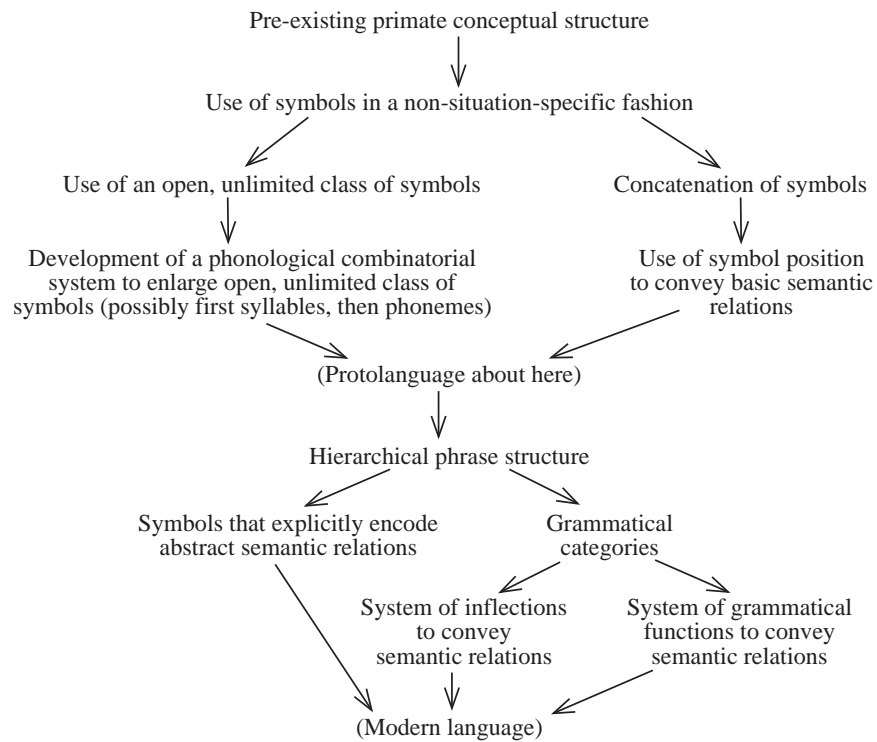 Pre-existing primate conceptual structure
Use of symbols in a non-situation-specific fashion
Use of an open, unlimited class of symbols
Concatenation of symbols
Development of a phonological combinatorial
system to enlarge open, unlimited class of
symbols (possibly first syllables, then phonemes)
Use of symbol position
to convey basic semantic
relations
(Protolanguage about here)
Hierarchical phrase structure
Symbols that explicitly encode
abstract semantic relations
Grammatical
categories
System of inflections
to convey
semantic relations
System of grammatical
functions to convey
semantic relations
(Modern language)